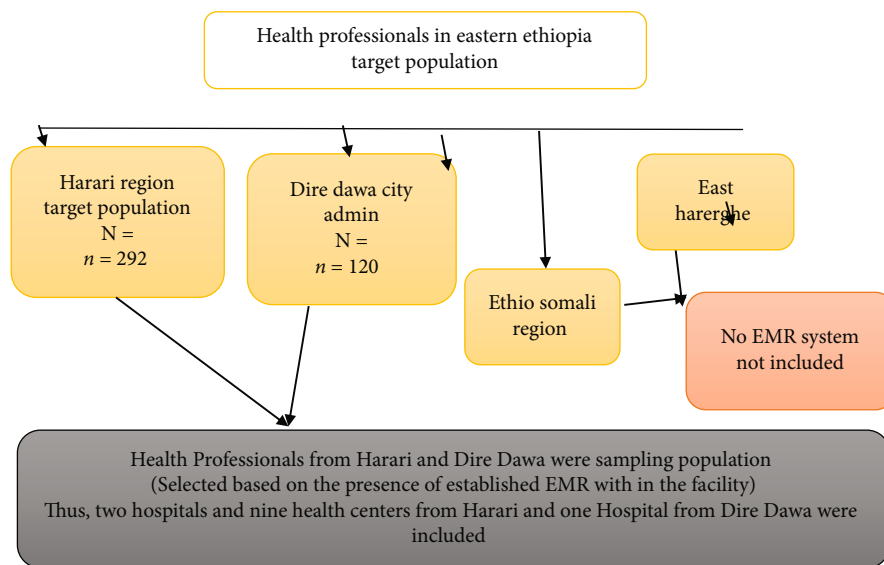 Health professionals in eastern ethiopia
target population
Harari region
target population
N =
n = 292
Dire dawa city
admin
N =
n = 120
Ethio somali
region
East
harerghe
No EMR system
not included
Health Professionals from Harari and Dire Dawa were sampling population
(Selected based on the presence of established EMR with in the facility)
Thus, two hospitals and nine health centers from Harari and one Hospital from Dire Dawa were
included